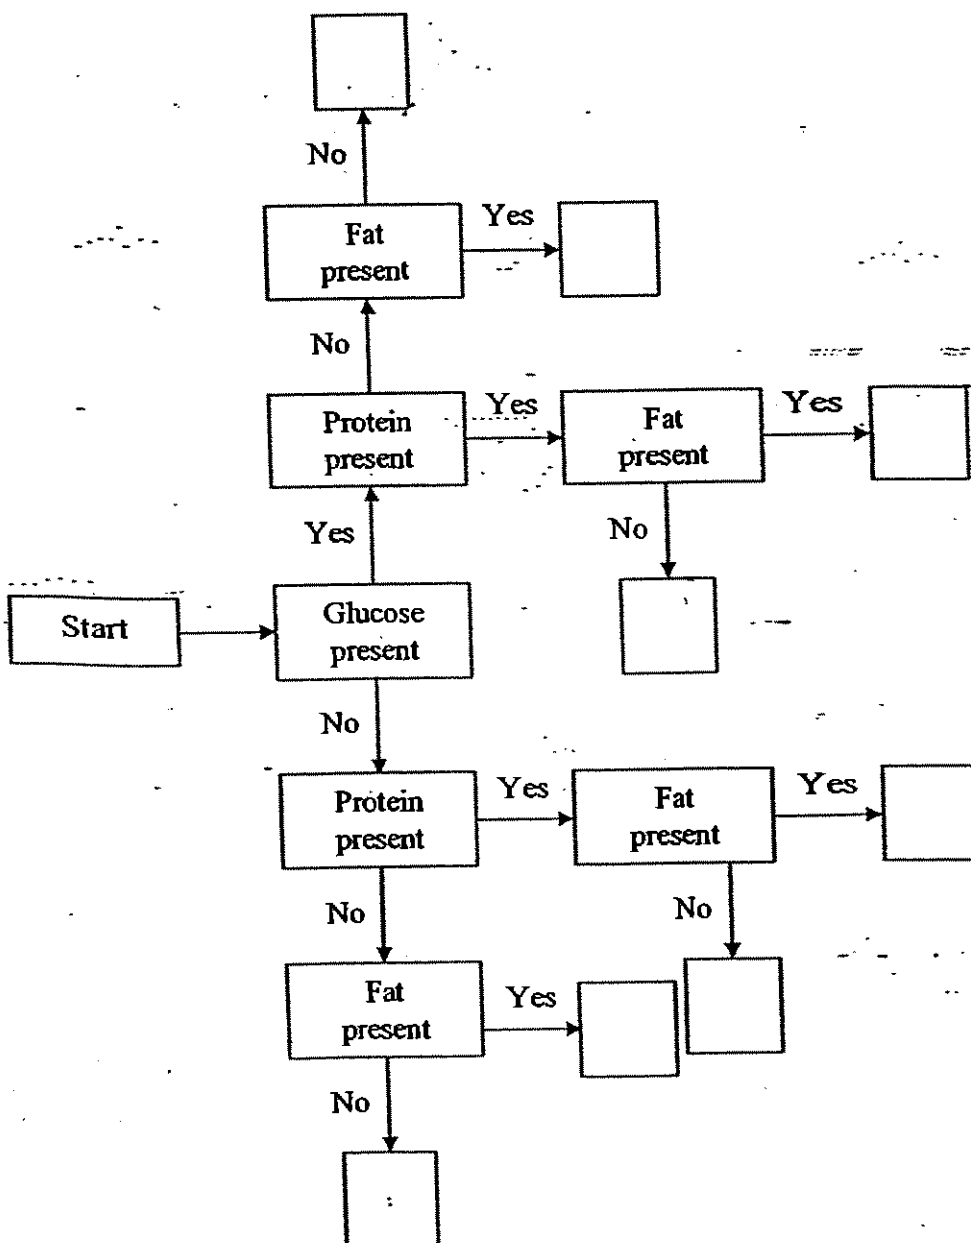 No
Fat
present
Yes
No
Protein
present
Yes
Fat
present
Yes
Yes
No
Start
Glucose
present
No
Protein
present
Yes
Fat
present
Yes
No
No
Fat
present
Yes
No